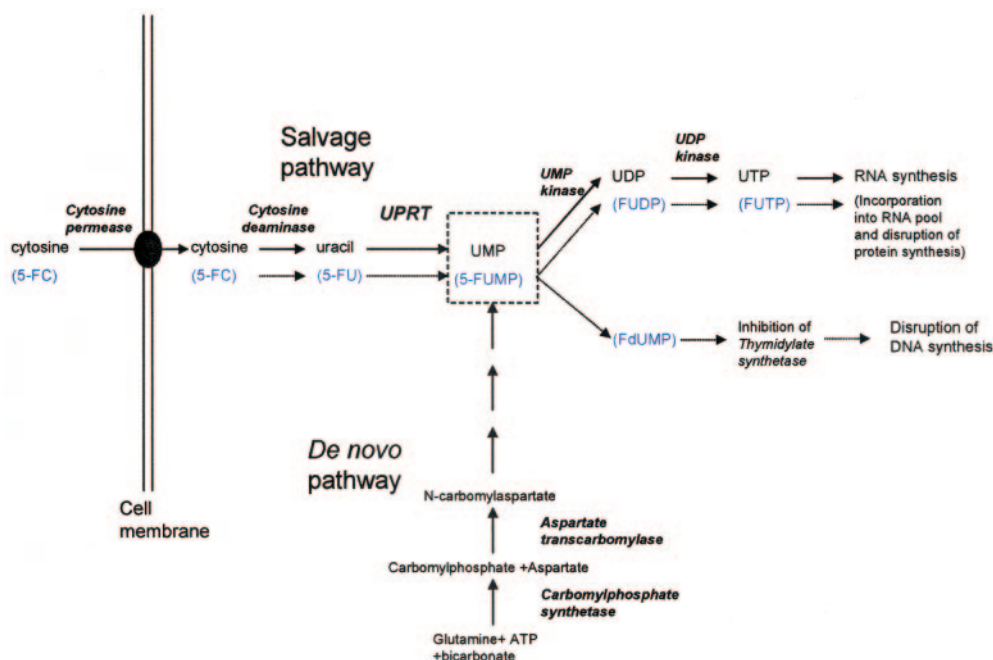 Salvage
pathway
Cytosine
permease
Cytosine
deaminase
UPRT
UMP
kinase
UDP
kinase
cytosine
cytosine
uracil
UMP
UDP
UTP
RNA synthesis
(5-FC)
(5-FC)
(5-FU)
(5-FUMP)
(FUDP)
(FUTP)
(Incorporation
into RNA pool
and disruption of
protein synthesis)
(FdUMP)
Inhibition of
Thymidylate
synthetase
Disruption of
DNA synthesis
De novo
pathway
Cell
membrane
N-carbomylaspartate
Aspartate
transcarbomylase
Carbomylphosphate +Aspartate
Carbomylphosphate
synthetase
Glutamine+ ATP
+bicarbonate